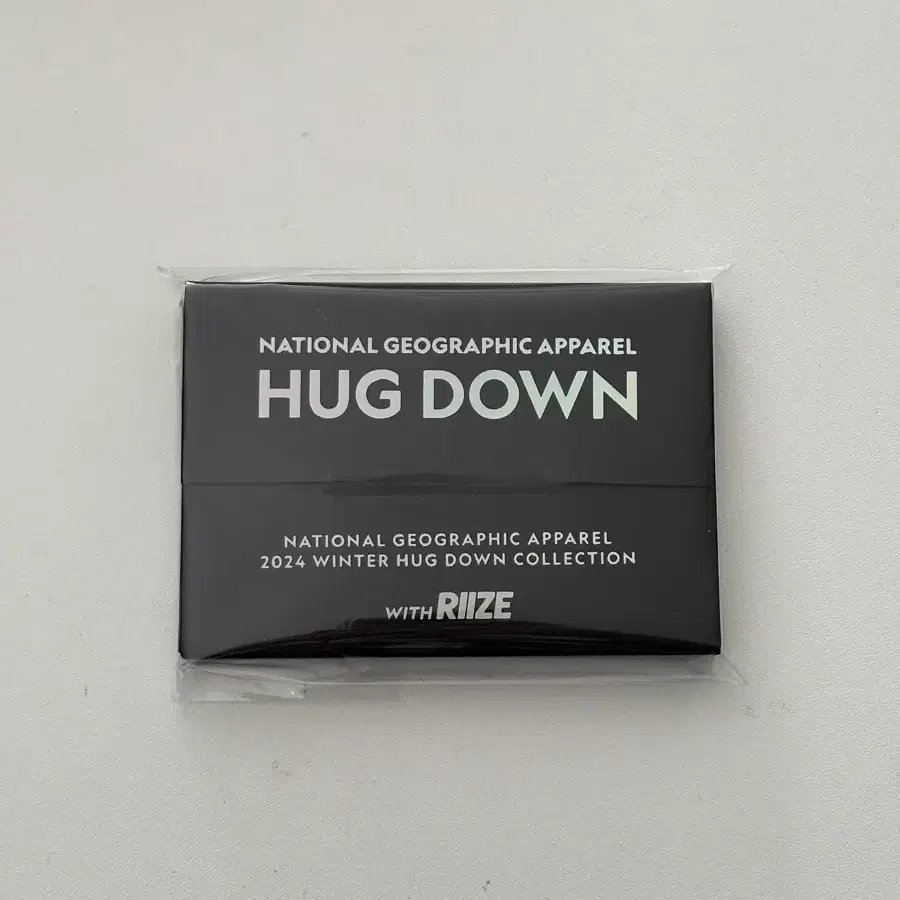 NATIONAL GEOGRAPHIC APPAREL
HUG DOWN
NATIONAL GEOGRAPHIC APPAREL
2024 WINTER HUG DOWN COLLECTION
WITH RIIZE